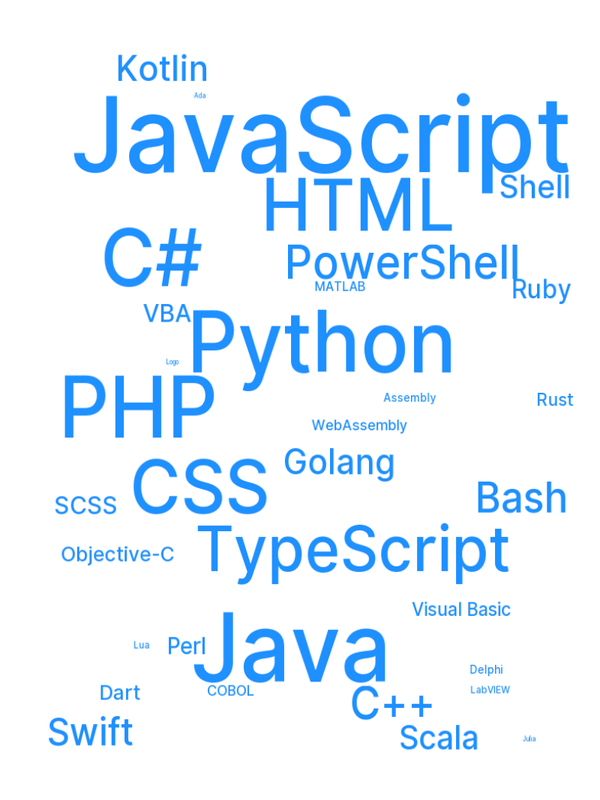 Kotlin
Ada
JavaScript
Shell
HTML
C#
PowerShell
MATLAB
Ruby
VBA
Python
Logo
PHP
Assembly
Rust
WebAssembly
Golang
CSS
Bash
SCSS
TypeScript
Objective-C
Visual Basic
Java
Lua
Perl
Delphi
Dart
COBOL
LabVIEW
C++
Swift
Scala
Julia